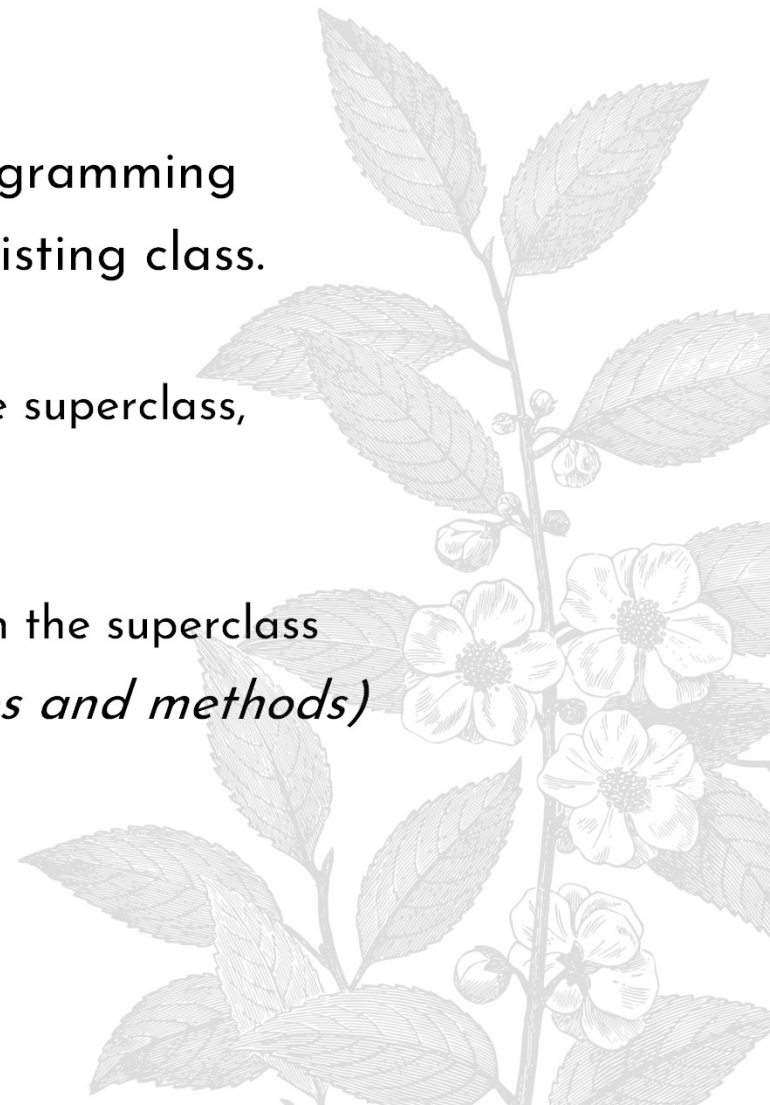 gramming
isting class.
e superclass,
n the superclass
s and methods)